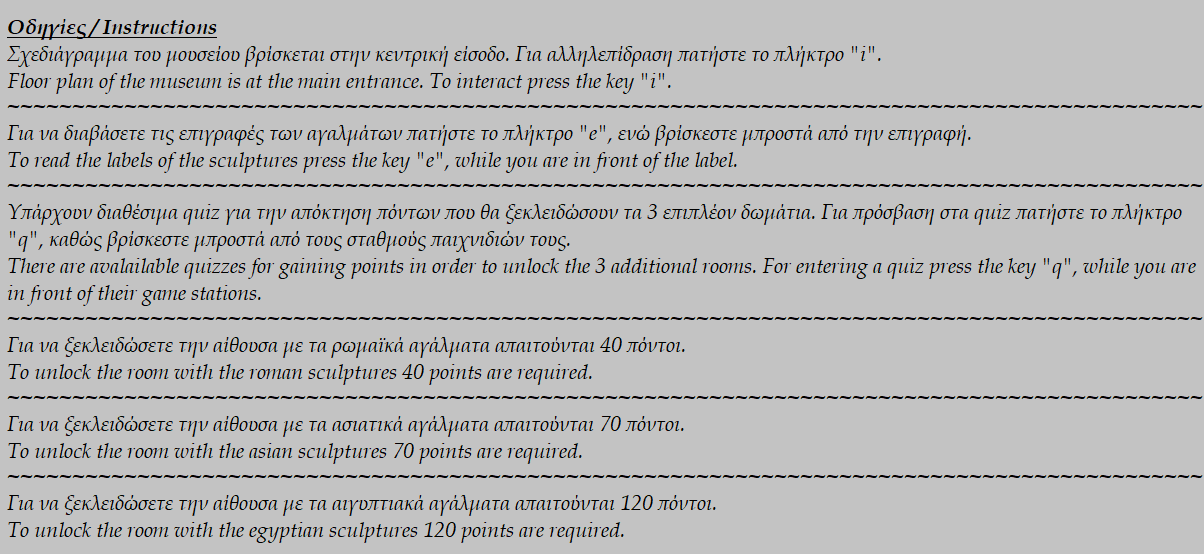 Οδηγίες / Instructions
Σχεδιάγραμμα του μουσείου βρίσκεται στην κεντρική είσοδο. Για αλληλεπίδραση πατήστε το πλήκτρο "i".
Floor plan of the museum is at the main entrance. To interact press the key "i".
~~~~~~~~~~~~~~~~~~~~~~~~~~~~~~~~~~~~~~~~~~~~~~~~~~~~~~~~~~~~~~~~~~~~~~~~~~~~~~~~~~~~~~~~~~~
Για να διαβάσετε τις επιγραφές των αγαλμάτων πατήστε το πλήκτρο "e", ενώ βρίσκεστε μπροστά από την επιγραφή.
To read the labels of the sculptures press the key "e", while you are in front of the label.
~~~~~~~~~~~~~~~~~~~~~~~~~~~~~~~~~~~~~~~~~~~~~~~~~~~~~~~~~~~~~~~~~~~~~~~~~~~~~~~~~~~~~~~~~~~
Υπάρχουν διαθέσιμα quiz για την απόκτηση πόντων που θα ξεκλειδώσουν τα 3 επιπλέον δωμάτια. Για πρόσβαση στα quiz πατήστε το πλήκτρο
"q", καθώς βρίσκεστε μπροστά από τους σταθμούς παιχνιδιών τους.
There are avalailable quizzes for gaining points in order to unlock the 3 additional rooms. For entering a quiz press the key "q", while you are
in front of their game stations.
~~~~~~~~~~~~~~~~~~~~~~~~~~~~~~~~~~~~~~~~~~~~~~~~~~~~~~~~~~~~~~~~~~~~~~~~~~~~~~~~~~~~~~~~~~~
Για να ξεκλειδώσετε την αίθουσα με τα ρωμαϊκά αγάλματα απαιτούνται 40 πόντοι.
To unlock the room with the roman sculptures 40 points are required.
~~~~~~~~~~~~~~~~~~~~~~~~~~~~~~~~~~~~~~~~~~~~~~~~~~~~~~~~~~~~~~~~~~~~~~~~~~~~~~~~~~~~~~~~~~~
Για να ξεκλειδώσετε την αίθουσα με τα ασιατικά αγάλματα απαιτούνται 70 πόντοι.
To unlock the room with the asian sculptures 70 points are required.
~~~~~~~~~~~~~~~~~~~~~~~~~~~~~~~~~~~~~~~~~~~~~~~~~~~~~~~~~~~~~~~~~~~~~~~~~~~~~~~~~~~~~~~~~~~
Για να ξεκλειδώσετε την αίθουσα με τα αιγυπτιακά αγάλματα απαιτούνται 120 πόντοι.
To unlock the room with the egyptian sculptures 120 points are required.